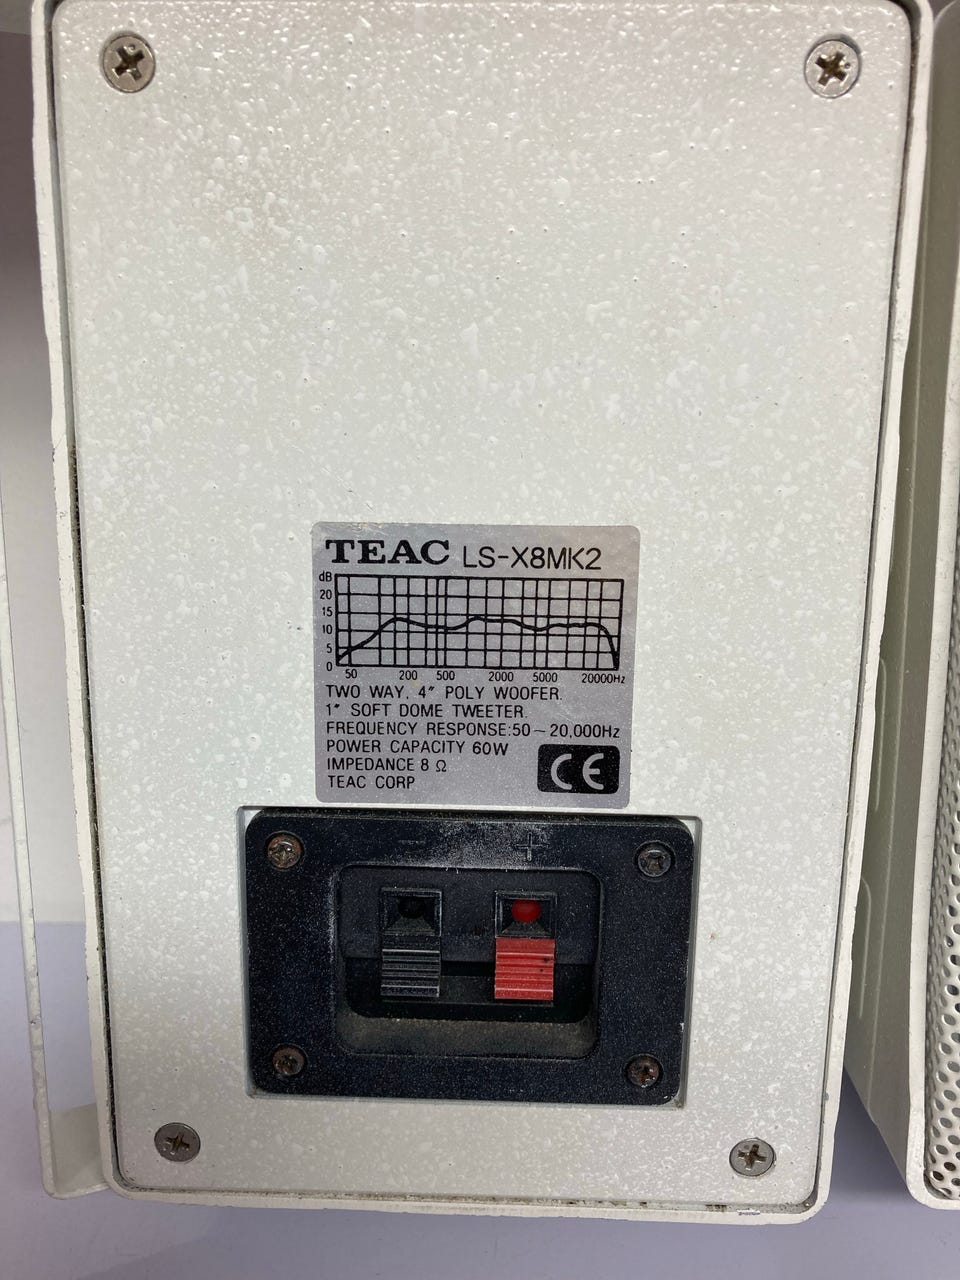 TEAC LS-X8MK2
dB
20
15
10
5
0
50 200 500 2000 5000 20000Hz
TWO WAY, 4" POLY WOOFER.
1" SOFT DOME TWEETER.
FREQUENCY RESPONSE:50~20,000Hz
POWER CAPACITY 60W
IMPEDANCE 8 Ω
TEAC CORP
CE
− +